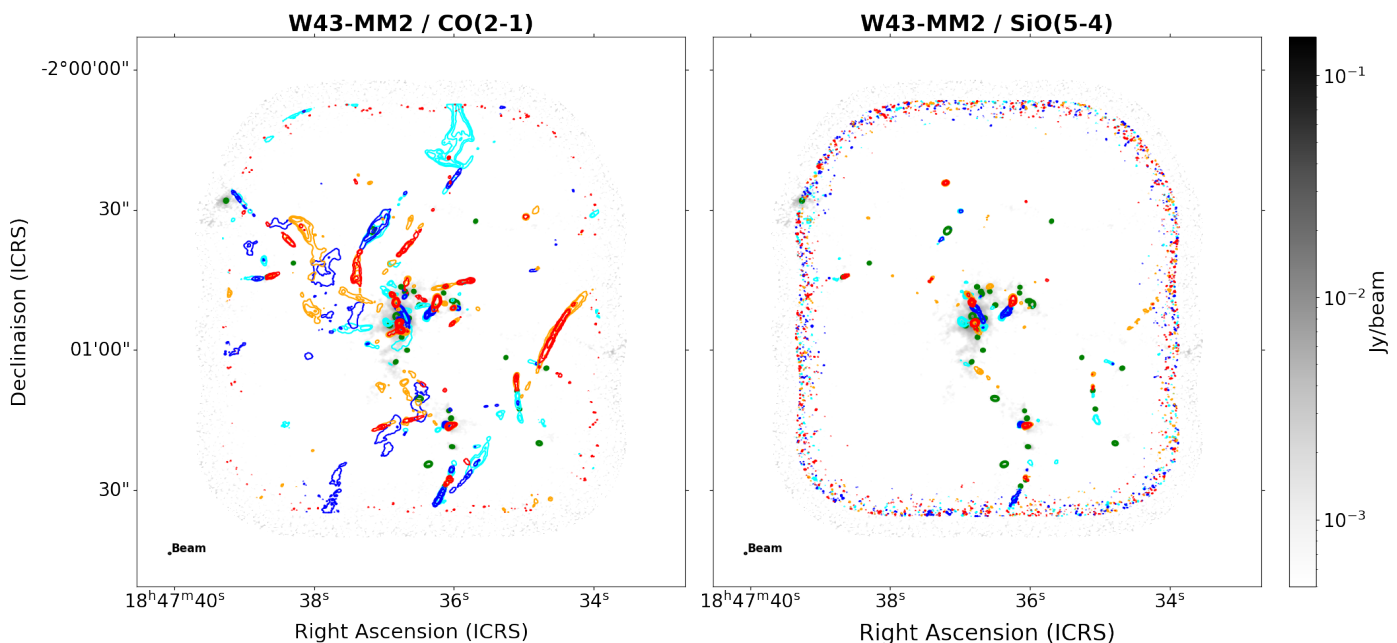 W43-MM2 / CO(2-1)
W43-MM2 / SiO(5-4)
-2°00'00"
30"
01'00"
30"
Declinaison (ICRS)
Beam
Beam
18ʰ47ᵐ40ˢ
38ˢ
36ˢ
34ˢ
18ʰ47ᵐ40ˢ
38ˢ
36ˢ
34ˢ
Right Ascension (ICRS)
Right Ascension (ICRS)
10⁻¹
10⁻²
10⁻³
Jy/beam